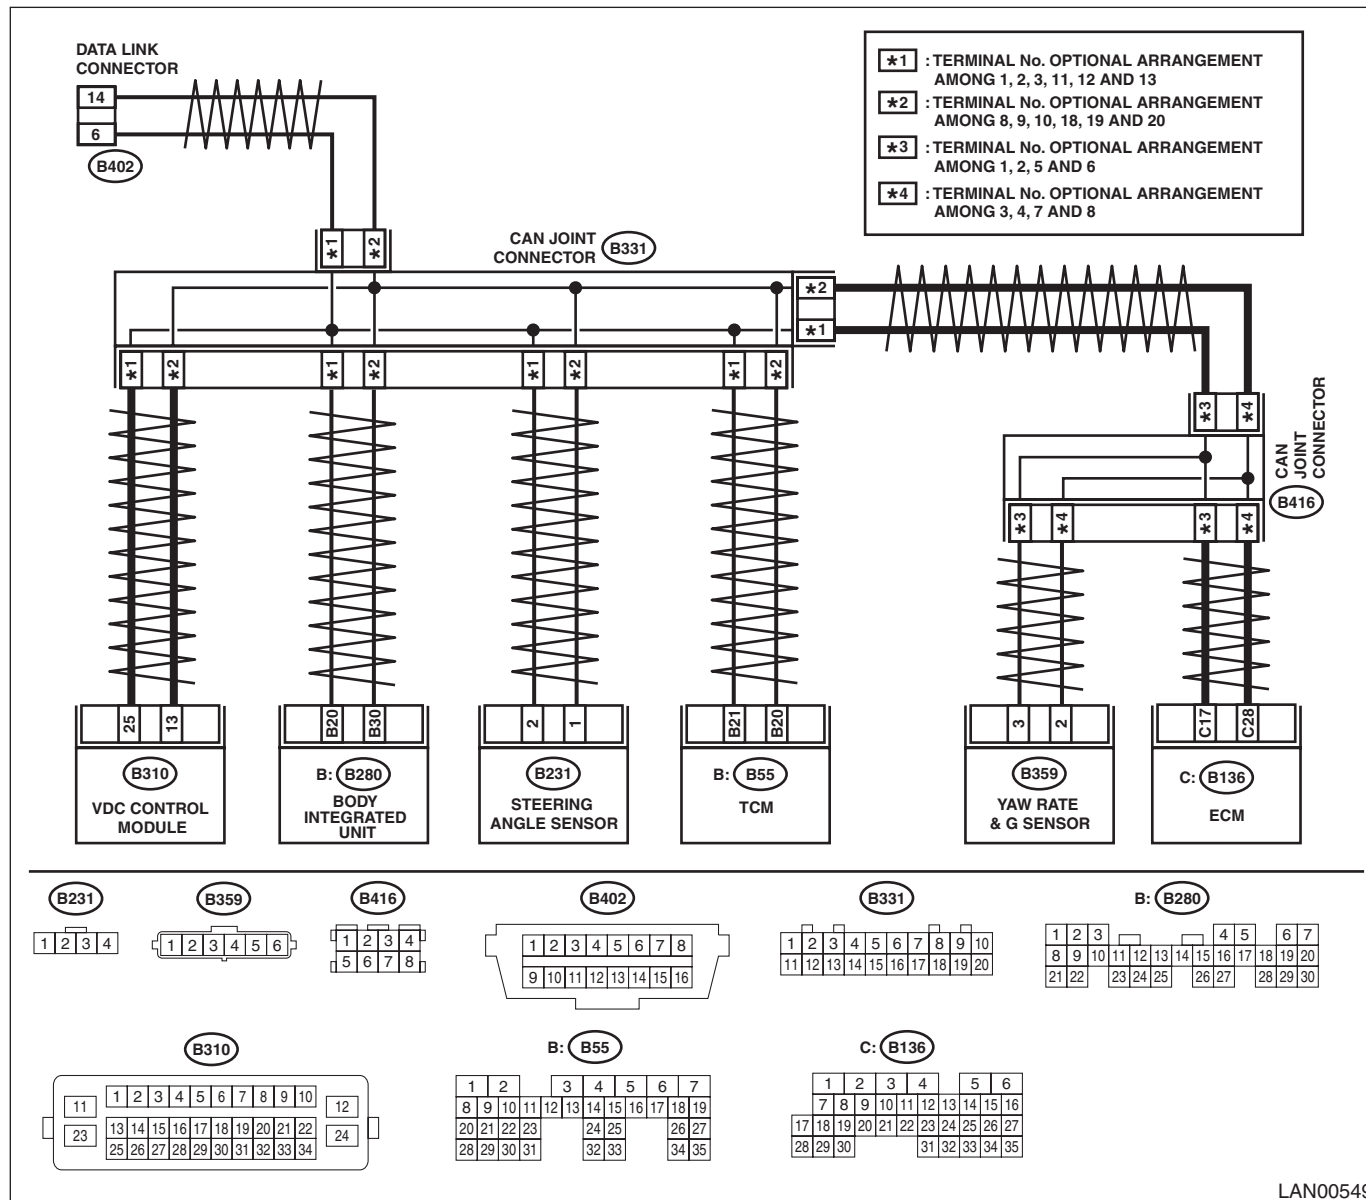 DATA LINK
CONNECTOR
14
6
B402
*1 : TERMINAL No. OPTIONAL ARRANGEMENT
AMONG 1, 2, 3, 11, 12 AND 13
*2 : TERMINAL No. OPTIONAL ARRANGEMENT
AMONG 8, 9, 10, 18, 19 AND 20
*3 : TERMINAL No. OPTIONAL ARRANGEMENT
AMONG 1, 2, 5 AND 6
*4 : TERMINAL No. OPTIONAL ARRANGEMENT
AMONG 3, 4, 7 AND 8
*1 *2
CAN JOINT
CONNECTOR B331
*2
*1
*1 *2 *1 *2 *1 *2 *1 *2
*3 *4
CAN
JOINT
CONNECTOR
B416
*3 *4 *3 *4
25 13
B310
VDC CONTROL
MODULE
B20 B30
B: B280
BODY
INTEGRATED
UNIT
2 1
B231
STEERING
ANGLE SENSOR
B21 B20
B: B55
TCM
3 2
B359
YAW RATE
& G SENSOR
C17 C28
C: B136
ECM
B231
1 2 3 4
B359
1 2 3 4 5 6
B416
1 2 3 4
5 6 7 8
B402
1 2 3 4 5 6 7 8
9 10 11 12 13 14 15 16
B331
1 2 3 4 5 6 7 8 9 10
11 12 13 14 15 16 17 18 19 20
B: B280
1 2 3 4 5 6 7
8 9 10 11 12 13 14 15 16 17 18 19 20
21 22 23 24 25 26 27 28 29 30
B310
11 1 2 3 4 5 6 7 8 9 10 12
23 13 14 15 16 17 18 19 20 21 22 24
25 26 27 28 29 30 31 32 33 34
B: B55
1 2 3 4 5 6 7
8 9 10 11 12 13 14 15 16 17 18 19
20 21 22 23 24 25 26 27
28 29 30 31 32 33 34 35
C: B136
1 2 3 4 5 6
7 8 9 10 11 12 13 14 15 16
17 18 19 20 21 22 23 24 25 26 27
28 29 30 31 32 33 34 35
LAN00549